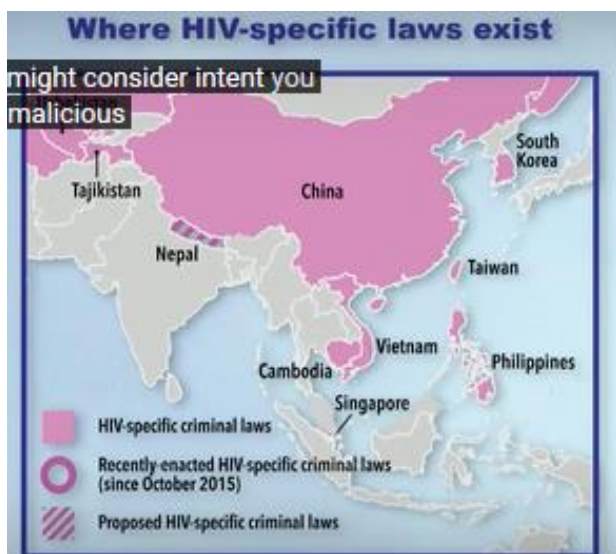 Where HIV-specific laws exist
might consider intent you
malicious
South
Korea
Tajikistan
China
Nepal
Taiwan
Vietnam
Philippines
Cambodia
Singapore
HIV-specific criminal laws
Recently-enacted HIV-specific criminal laws
(since October 2015)
Proposed HIV-specific criminal laws